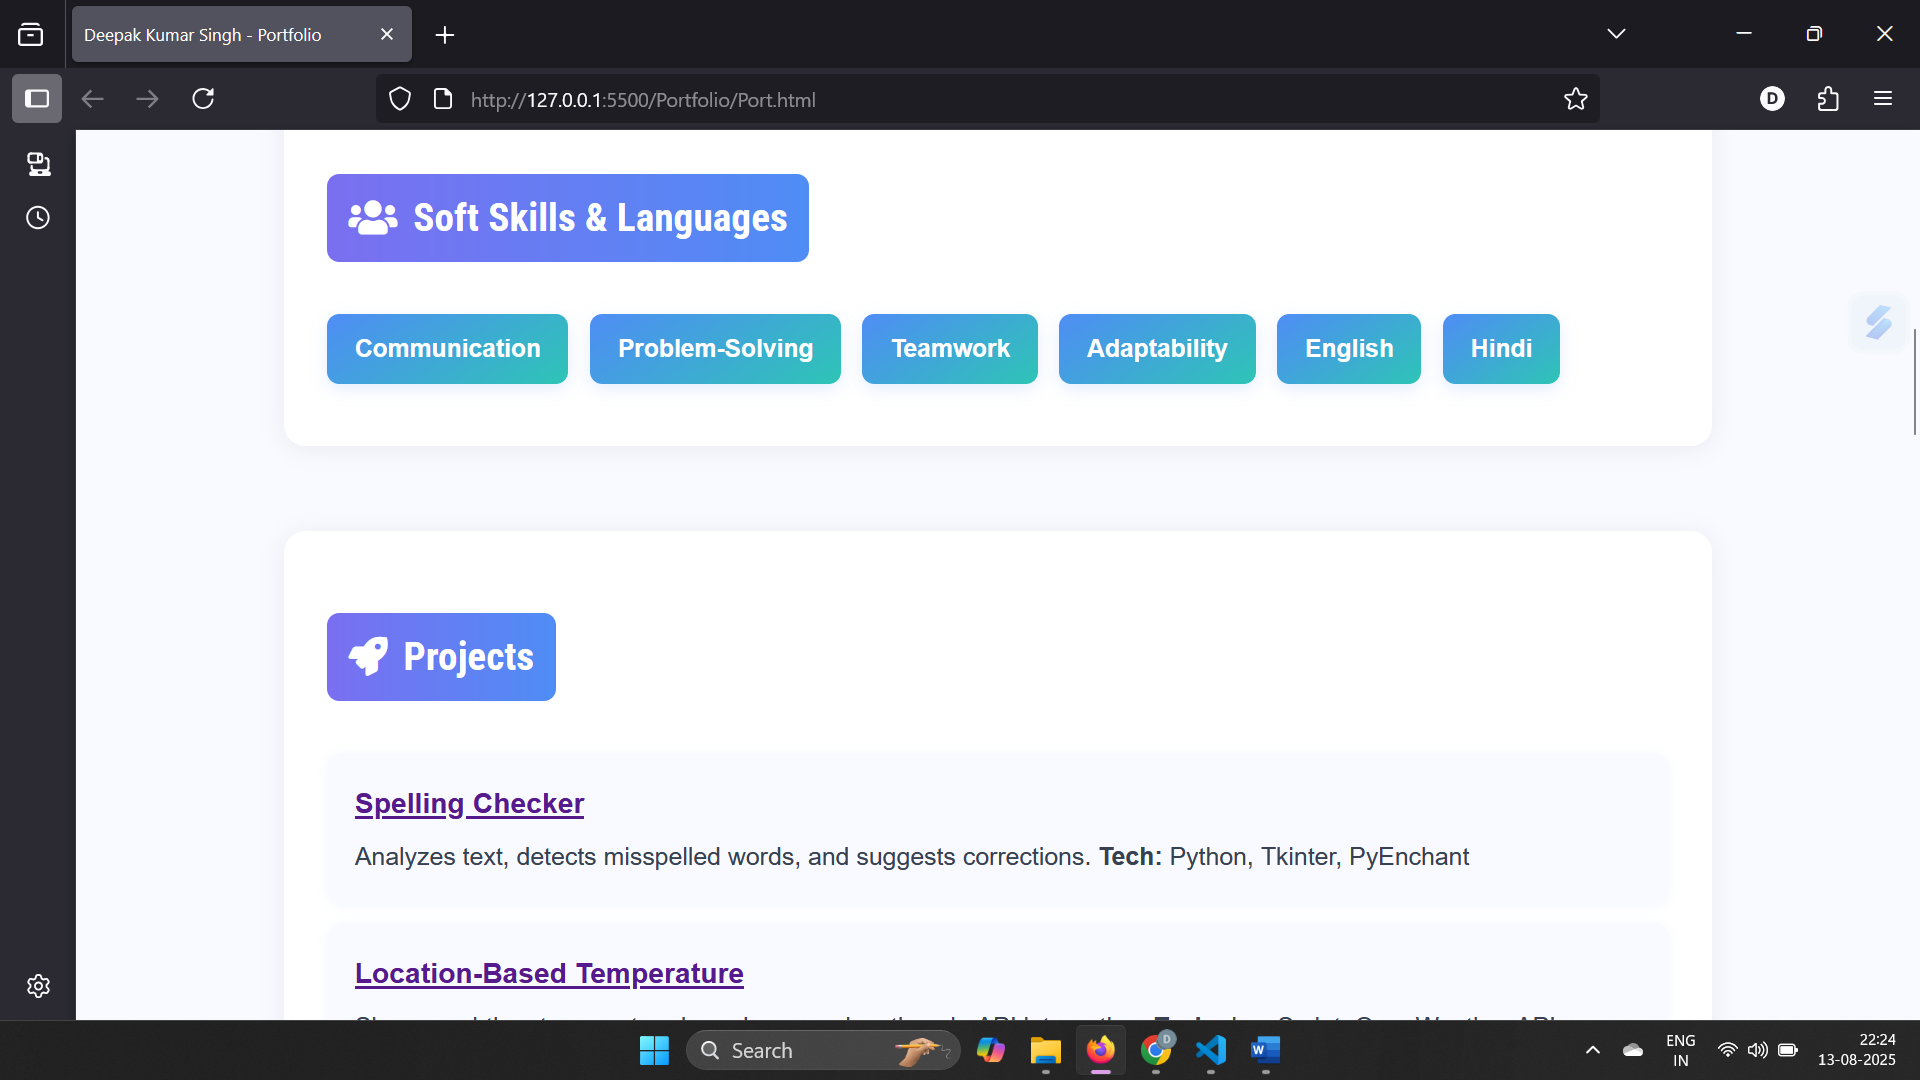 Deepak Kumar Singh - Portfolio
http://127.0.0.1:5500/Portfolio/Port.html
D
Soft Skills & Languages
Communication
Problem-Solving
Teamwork
Adaptability
English
Hindi
Projects
Spelling Checker
Analyzes text, detects misspelled words, and suggests corrections. Tech: Python, Tkinter, PyEnchant
Location-Based Temperature
Search
D
W
ENG
IN
22:24
13-08-2025